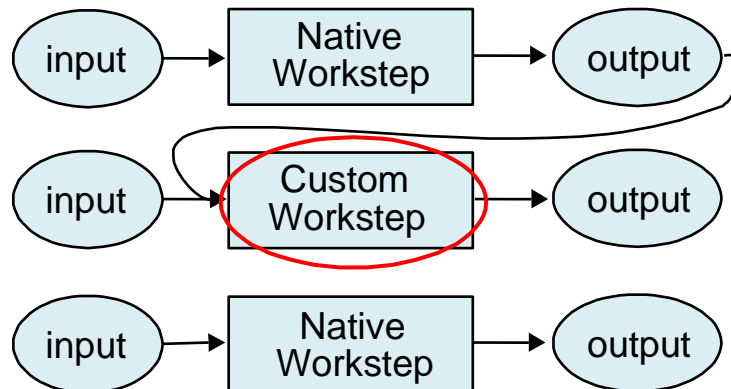 input
Native
Workstep
output
input
Custom
Workstep
output
input
Native
Workstep
output